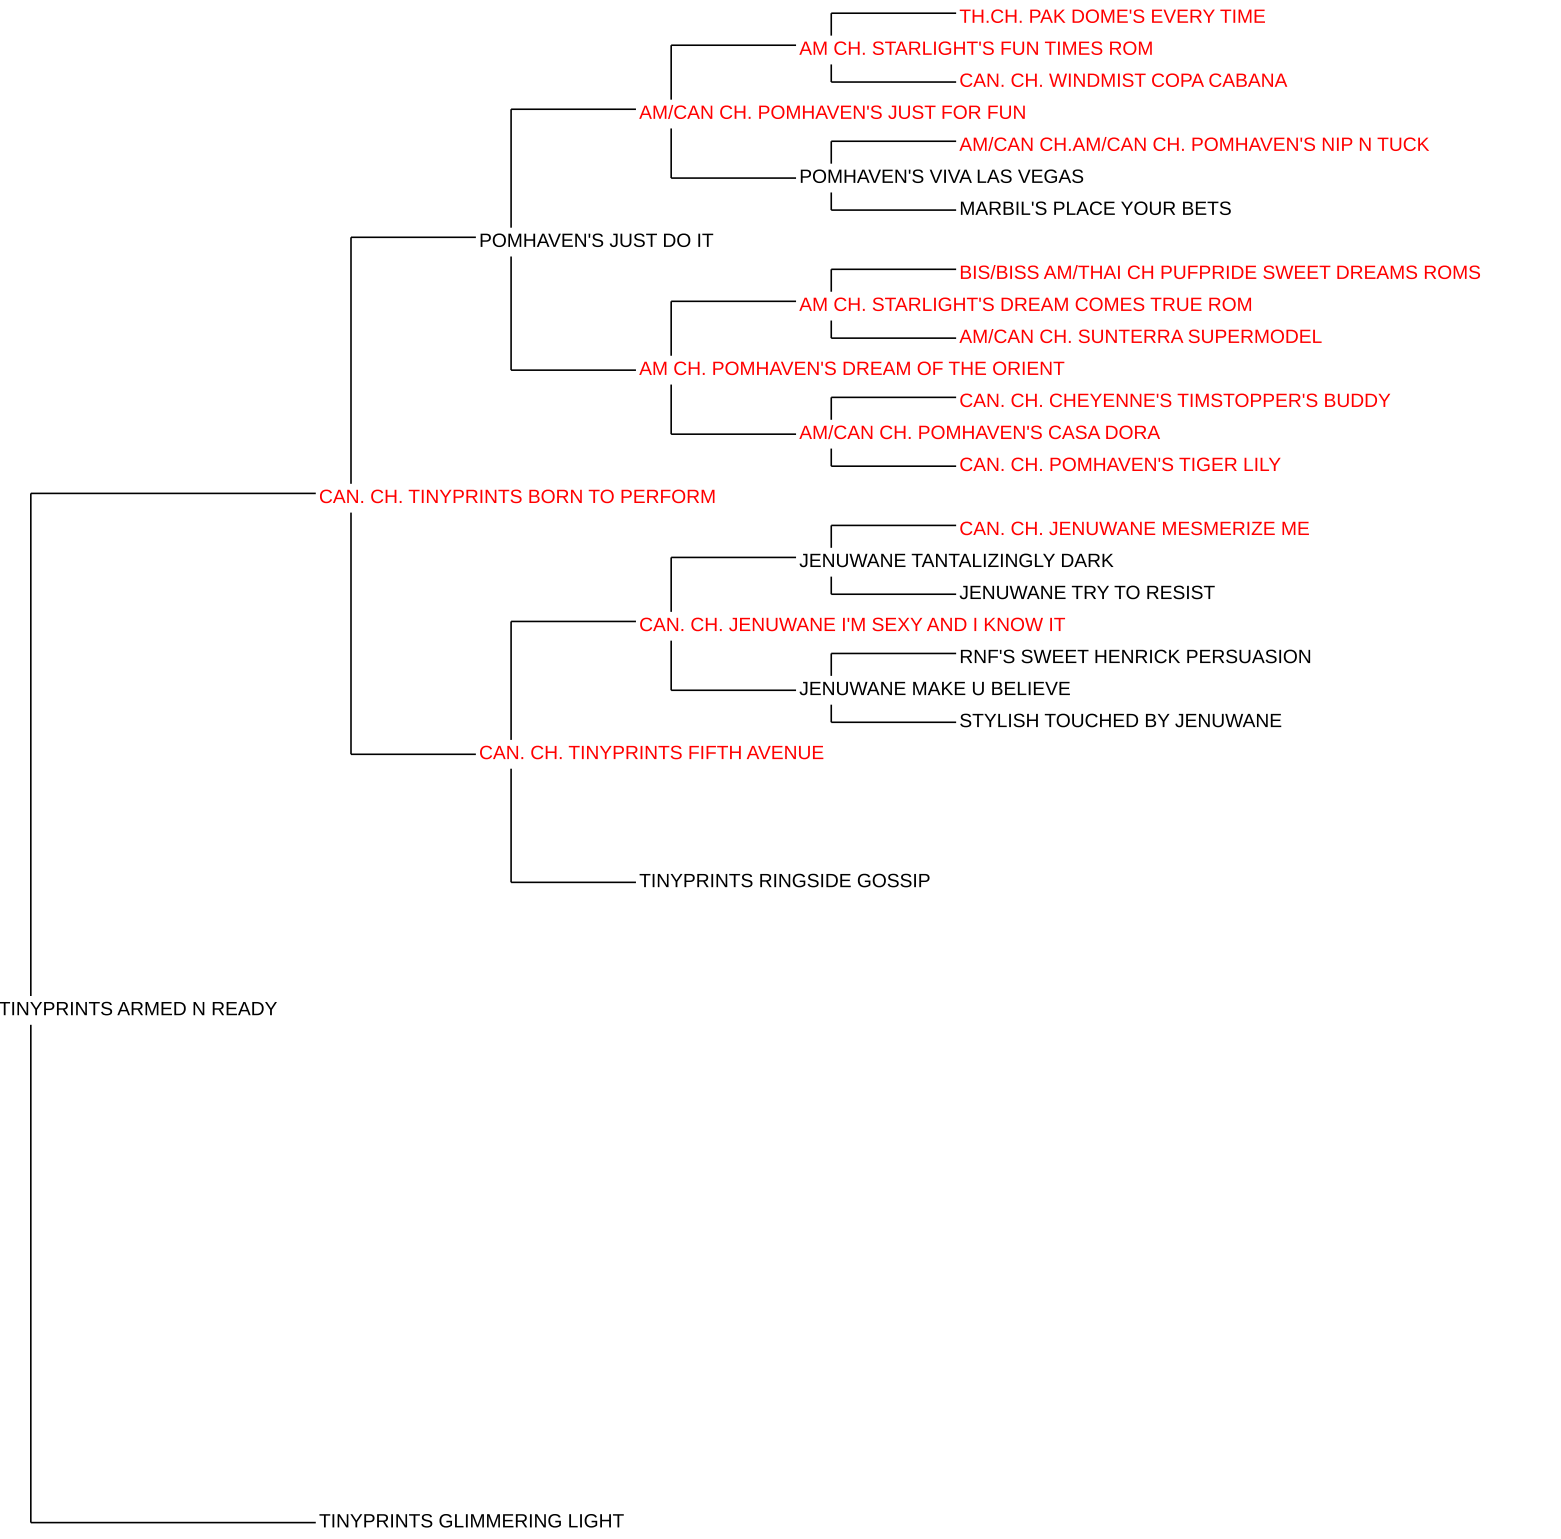 TH.CH. PAK DOME'S EVERY TIME
AM CH. STARLIGHT'S FUN TIMES ROM
CAN. CH. WINDMIST COPA CABANA
AM/CAN CH. POMHAVEN'S JUST FOR FUN
AM/CAN CH.AM/CAN CH. POMHAVEN'S NIP N TUCK
POMHAVEN'S VIVA LAS VEGAS
MARBIL'S PLACE YOUR BETS
POMHAVEN'S JUST DO IT
BIS/BISS AM/THAI CH PUFPRIDE SWEET DREAMS ROMS
AM CH. STARLIGHT'S DREAM COMES TRUE ROM
AM/CAN CH. SUNTERRA SUPERMODEL
AM CH. POMHAVEN'S DREAM OF THE ORIENT
CAN. CH. CHEYENNE'S TIMSTOPPER'S BUDDY
AM/CAN CH. POMHAVEN'S CASA DORA
CAN. CH. POMHAVEN'S TIGER LILY
CAN. CH. TINYPRINTS BORN TO PERFORM
CAN. CH. JENUWANE MESMERIZE ME
JENUWANE TANTALIZINGLY DARK
JENUWANE TRY TO RESIST
CAN. CH. JENUWANE I'M SEXY AND I KNOW IT
RNF'S SWEET HENRICK PERSUASION
JENUWANE MAKE U BELIEVE
STYLISH TOUCHED BY JENUWANE
CAN. CH. TINYPRINTS FIFTH AVENUE
TINYPRINTS RINGSIDE GOSSIP
TINYPRINTS ARMED N READY
TINYPRINTS GLIMMERING LIGHT